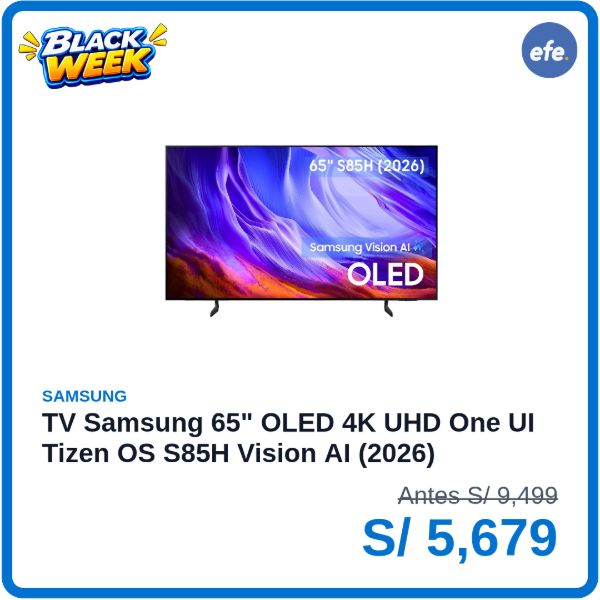 BLACK
WEEK
efe.
65" S85H (2026)
Samsung Vision AI
OLED
SAMSUNG
TV Samsung 65" OLED 4K UHD One UI
Tizen OS S85H Vision AI (2026)
Antes S/ 9,499
S/ 5,679